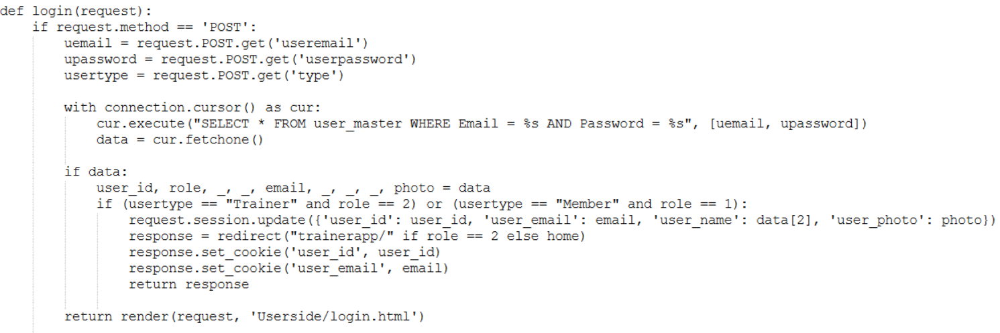 def login(request):
    if request.method == 'POST':
        uemail = request.POST.get('useremail')
        upassword = request.POST.get('userpassword')
        usertype = request.POST.get('type')

        with connection.cursor() as cur:
            cur.execute("SELECT * FROM user_master WHERE Email = %s AND Password = %s", [uemail, upassword])
            data = cur.fetchone()

        if data:
            user_id, role, _, _, email, _, _, _, photo = data
            if (usertype == "Trainer" and role == 2) or (usertype == "Member" and role == 1):
                request.session.update({'user_id': user_id, 'user_email': email, 'user_name': data[2], 'user_photo': photo})
                response = redirect("trainerapp/" if role == 2 else home)
                response.set_cookie('user_id', user_id)
                response.set_cookie('user_email', email)
                return response

        return render(request, 'Userside/login.html')